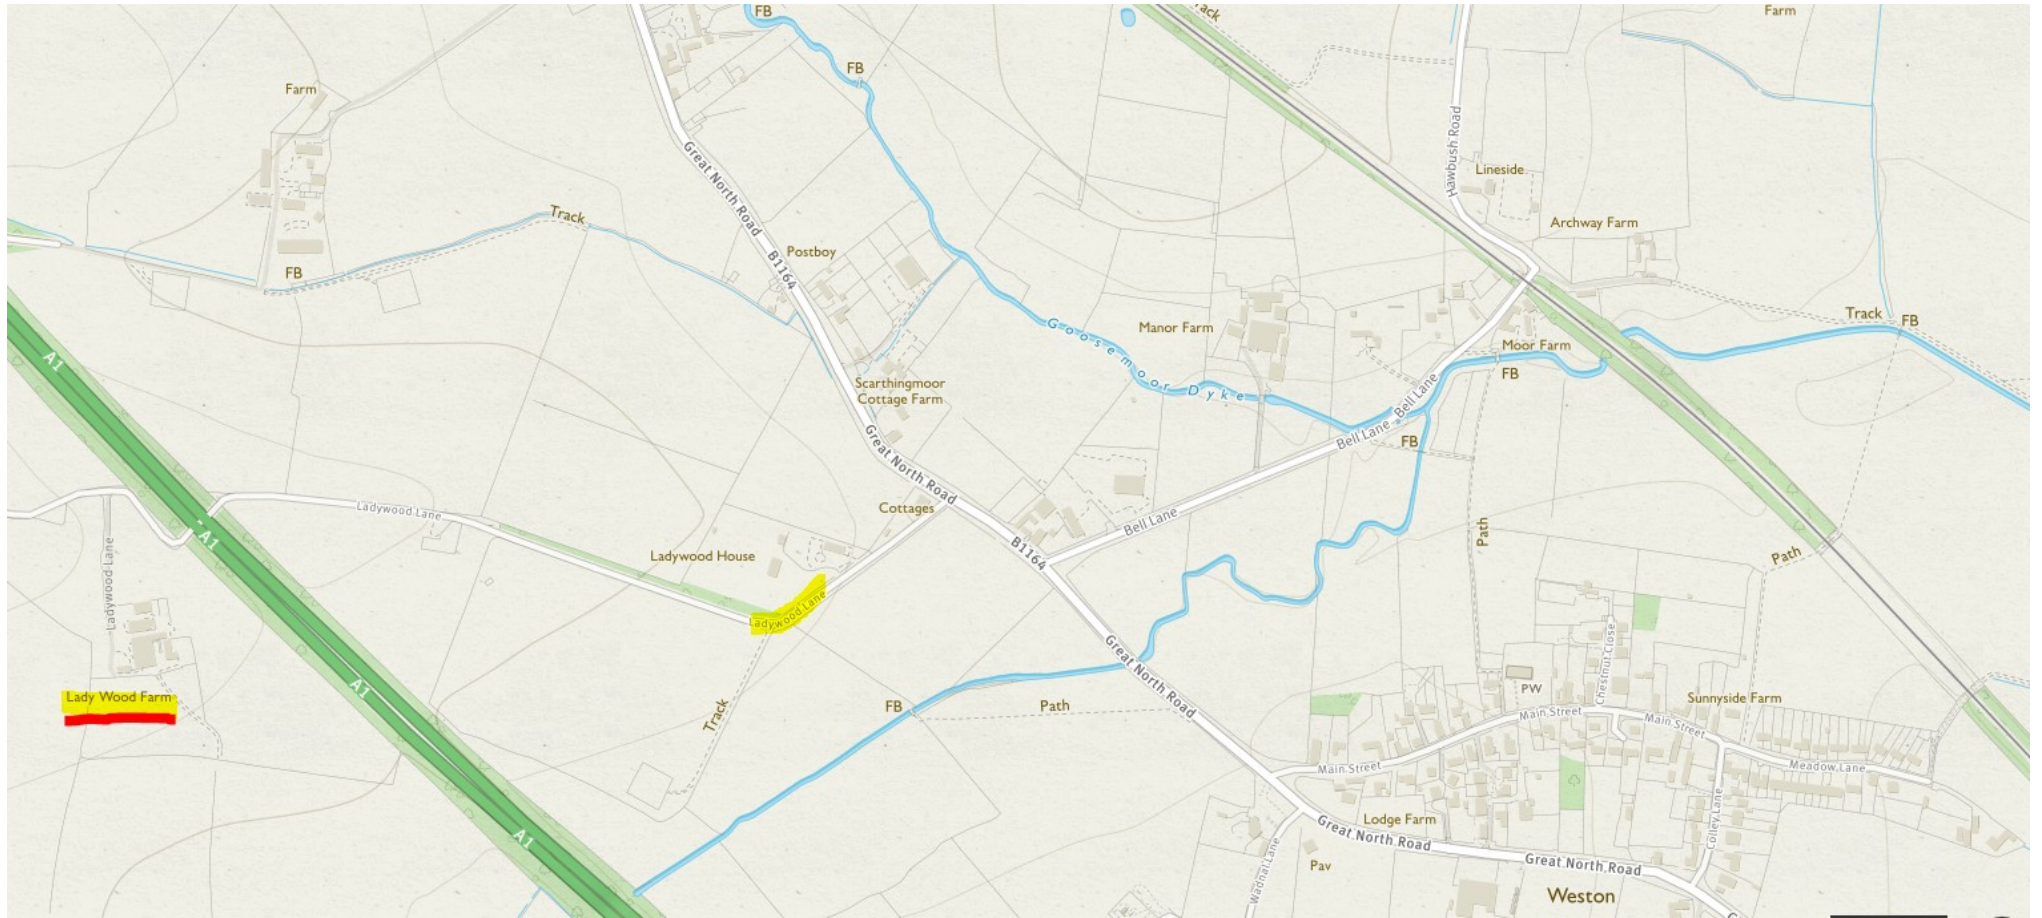 FB
Track
Farm
FB
Farm
Hawbush Road
Great North Road
Lineside
Track
Archway Farm
Postboy
B1164
FB
Goosemoor Dyke
Manor Farm
Track
FB
Moor Farm
FB
A1
Scarthingmoor
Cottage Farm
Bell Lane
Bell Lane
FB
Great North Road
Cottages
Ladywood Lane
Bell Lane
A1
Path
B1164
Path
Ladywood House
Ladywood Lane
Ladywood Lane
Great North Road
Chestnut Close
Lady Wood Farm
A1
Track
FB
Path
PW
Sunnyside Farm
Main Street
Main Street
Main Street
Meadow Lane
A1
Lodge Farm
Great North Road
Colley Lane
Wadnal Lane
Pav
Great North Road
Weston